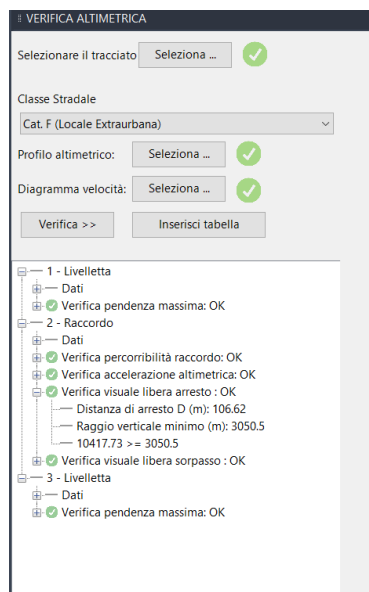 VERIFICA ALTIMETRICA
Selezionare il tracciato Seleziona ...
Classe Stradale
Cat. F (Locale Extraurbana)
Profilo altimetrico: Seleziona ...
Diagramma velocità: Seleziona ...
Verifica >> Inserisci tabella
1 - Livelletta
Dati
Verifica pendenza massima: OK
2 - Raccordo
Dati
Verifica percorribilità raccordo: OK
Verifica accelerazione altimetrica: OK
Verifica visuale libera arresto : OK
Distanza di arresto D (m): 106.62
Raggio verticale minimo (m): 3050.5
10417.73 >= 3050.5
Verifica visuale libera sorpasso : OK
3 - Livelletta
Dati
Verifica pendenza massima: OK